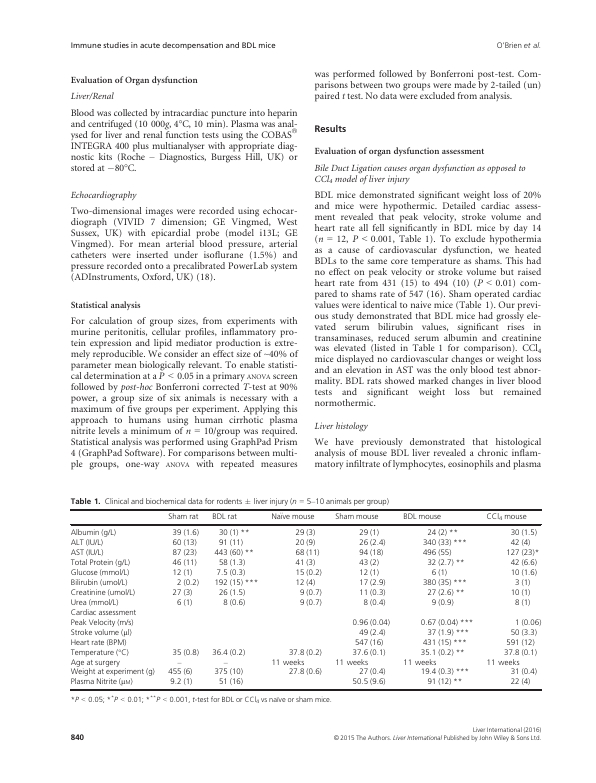 Immune studies in acute decompensation and BDL mice
O'Brien et al.
Evaluation of Organ dysfunction
Liver/Renal
Blood was collected by intracardiac puncture into heparin
and centrifuged (10 000g, 4°C, 10 min). Plasma was anal-
ysed for liver and renal function tests using the COBAS®
INTEGRA 400 plus multianalyser with appropriate diag-
nostic kits (Roche – Diagnostics, Burgess Hill, UK) or
stored at −80°C.
Echocardiography
Two-dimensional images were recorded using echocar-
diograph (VIVID 7 dimension; GE Vingmed, West
Sussex, UK) with epicardial probe (model i13L; GE
Vingmed). For mean arterial blood pressure, arterial
catheters were inserted under isoflurane (1.5%) and
pressure recorded onto a precalibrated PowerLab system
(ADInstruments, Oxford, UK) (18).
Statistical analysis
For calculation of group sizes, from experiments with
murine peritonitis, cellular profiles, inflammatory pro-
tein expression and lipid mediator production is extre-
mely reproducible. We consider an effect size of ~40% of
parameter mean biologically relevant. To enable statisti-
cal determination at a P < 0.05 in a primary ANOVA screen
followed by post-hoc Bonferroni corrected T-test at 90%
power, a group size of six animals is necessary with a
maximum of five groups per experiment. Applying this
approach to humans using human cirrhotic plasma
nitrite levels a minimum of n = 10/group was required.
Statistical analysis was performed using GraphPad Prism
4 (GraphPad Software). For comparisons between multi-
ple groups, one-way ANOVA with repeated measures
was performed followed by Bonferroni post-test. Com-
parisons between two groups were made by 2-tailed (un)
paired t test. No data were excluded from analysis.
Results
Evaluation of organ dysfunction assessment
Bile Duct Ligation causes organ dysfunction as opposed to
CCl4 model of liver injury
BDL mice demonstrated significant weight loss of 20%
and mice were hypothermic. Detailed cardiac assess-
ment revealed that peak velocity, stroke volume and
heart rate all fell significantly in BDL mice by day 14
(n = 12, P < 0.001, Table 1). To exclude hypothermia
as a cause of cardiovascular dysfunction, we heated
BDLs to the same core temperature as shams. This had
no effect on peak velocity or stroke volume but raised
heart rate from 431 (15) to 494 (10) (P < 0.01) com-
pared to shams rate of 547 (16). Sham operated cardiac
values were identical to naive mice (Table 1). Our previ-
ous study demonstrated that BDL mice had grossly ele-
vated serum bilirubin values, significant rises in
transaminases, reduced serum albumin and creatinine
was elevated (listed in Table 1 for comparison). CCl4
mice displayed no cardiovascular changes or weight loss
and an elevation in AST was the only blood test abnor-
mality. BDL rats showed marked changes in liver blood
tests and significant weight loss but remained
normothermic.
Liver histology
We have previously demonstrated that histological
analysis of mouse BDL liver revealed a chronic inflam-
matory infiltrate of lymphocytes, eosinophils and plasma
Table 1. Clinical and biochemical data for rodents ± liver injury (n = 5–10 animals per group)
Sham rat BDL rat Naïve mouse Sham mouse BDL mouse CCl4 mouse
Albumin (g/L) 39 (1.6) 30 (1) ** 29 (3) 29 (1) 24 (2) ** 30 (1.5)
ALT (IU/L) 60 (13) 91 (11) 20 (9) 26 (2.4) 340 (33) *** 42 (4)
AST (IU/L) 87 (23) 443 (60) ** 68 (11) 94 (18) 496 (55) 127 (23)*
Total Protein (g/L) 46 (11) 58 (1.3) 41 (3) 43 (2) 32 (2.7) ** 42 (6.6)
Glucose (mmol/L) 12 (1) 7.5 (0.3) 15 (0.2) 12 (1) 6 (1) 10 (1.6)
Bilirubin (umol/L) 2 (0.2) 192 (15) *** 12 (4) 17 (2.9) 380 (35) *** 3 (1)
Creatinine (umol/L) 27 (3) 26 (1.5) 9 (0.7) 11 (0.3) 27 (2.6) ** 10 (1)
Urea (mmol/L) 6 (1) 8 (0.6) 9 (0.7) 8 (0.4) 9 (0.9) 8 (1)
Cardiac assessment
Peak Velocity (m/s) 0.96 (0.04) 0.67 (0.04) *** 1 (0.06)
Stroke volume (µl) 49 (2.4) 37 (1.9) *** 50 (3.3)
Heart rate (BPM) 547 (16) 431 (15) *** 591 (12)
Temperature (°C) 35 (0.8) 36.4 (0.2) 37.8 (0.2) 37.6 (0.1) 35.1 (0.2) ** 37.8 (0.1)
Age at surgery – – 11 weeks 11 weeks 11 weeks 11 weeks
Weight at experiment (g) 455 (6) 375 (10) 27.8 (0.6) 27 (0.4) 19.4 (0.3) *** 31 (0.4)
Plasma Nitrite (µM) 9.2 (1) 51 (16) 50.5 (9.6) 91 (12) ** 22 (4)
*P < 0.05; **P < 0.01; ***P < 0.001, t-test for BDL or CCl4 vs naive or sham mice.
840
Liver International (2016)
© 2015 The Authors. Liver International Published by John Wiley & Sons Ltd.